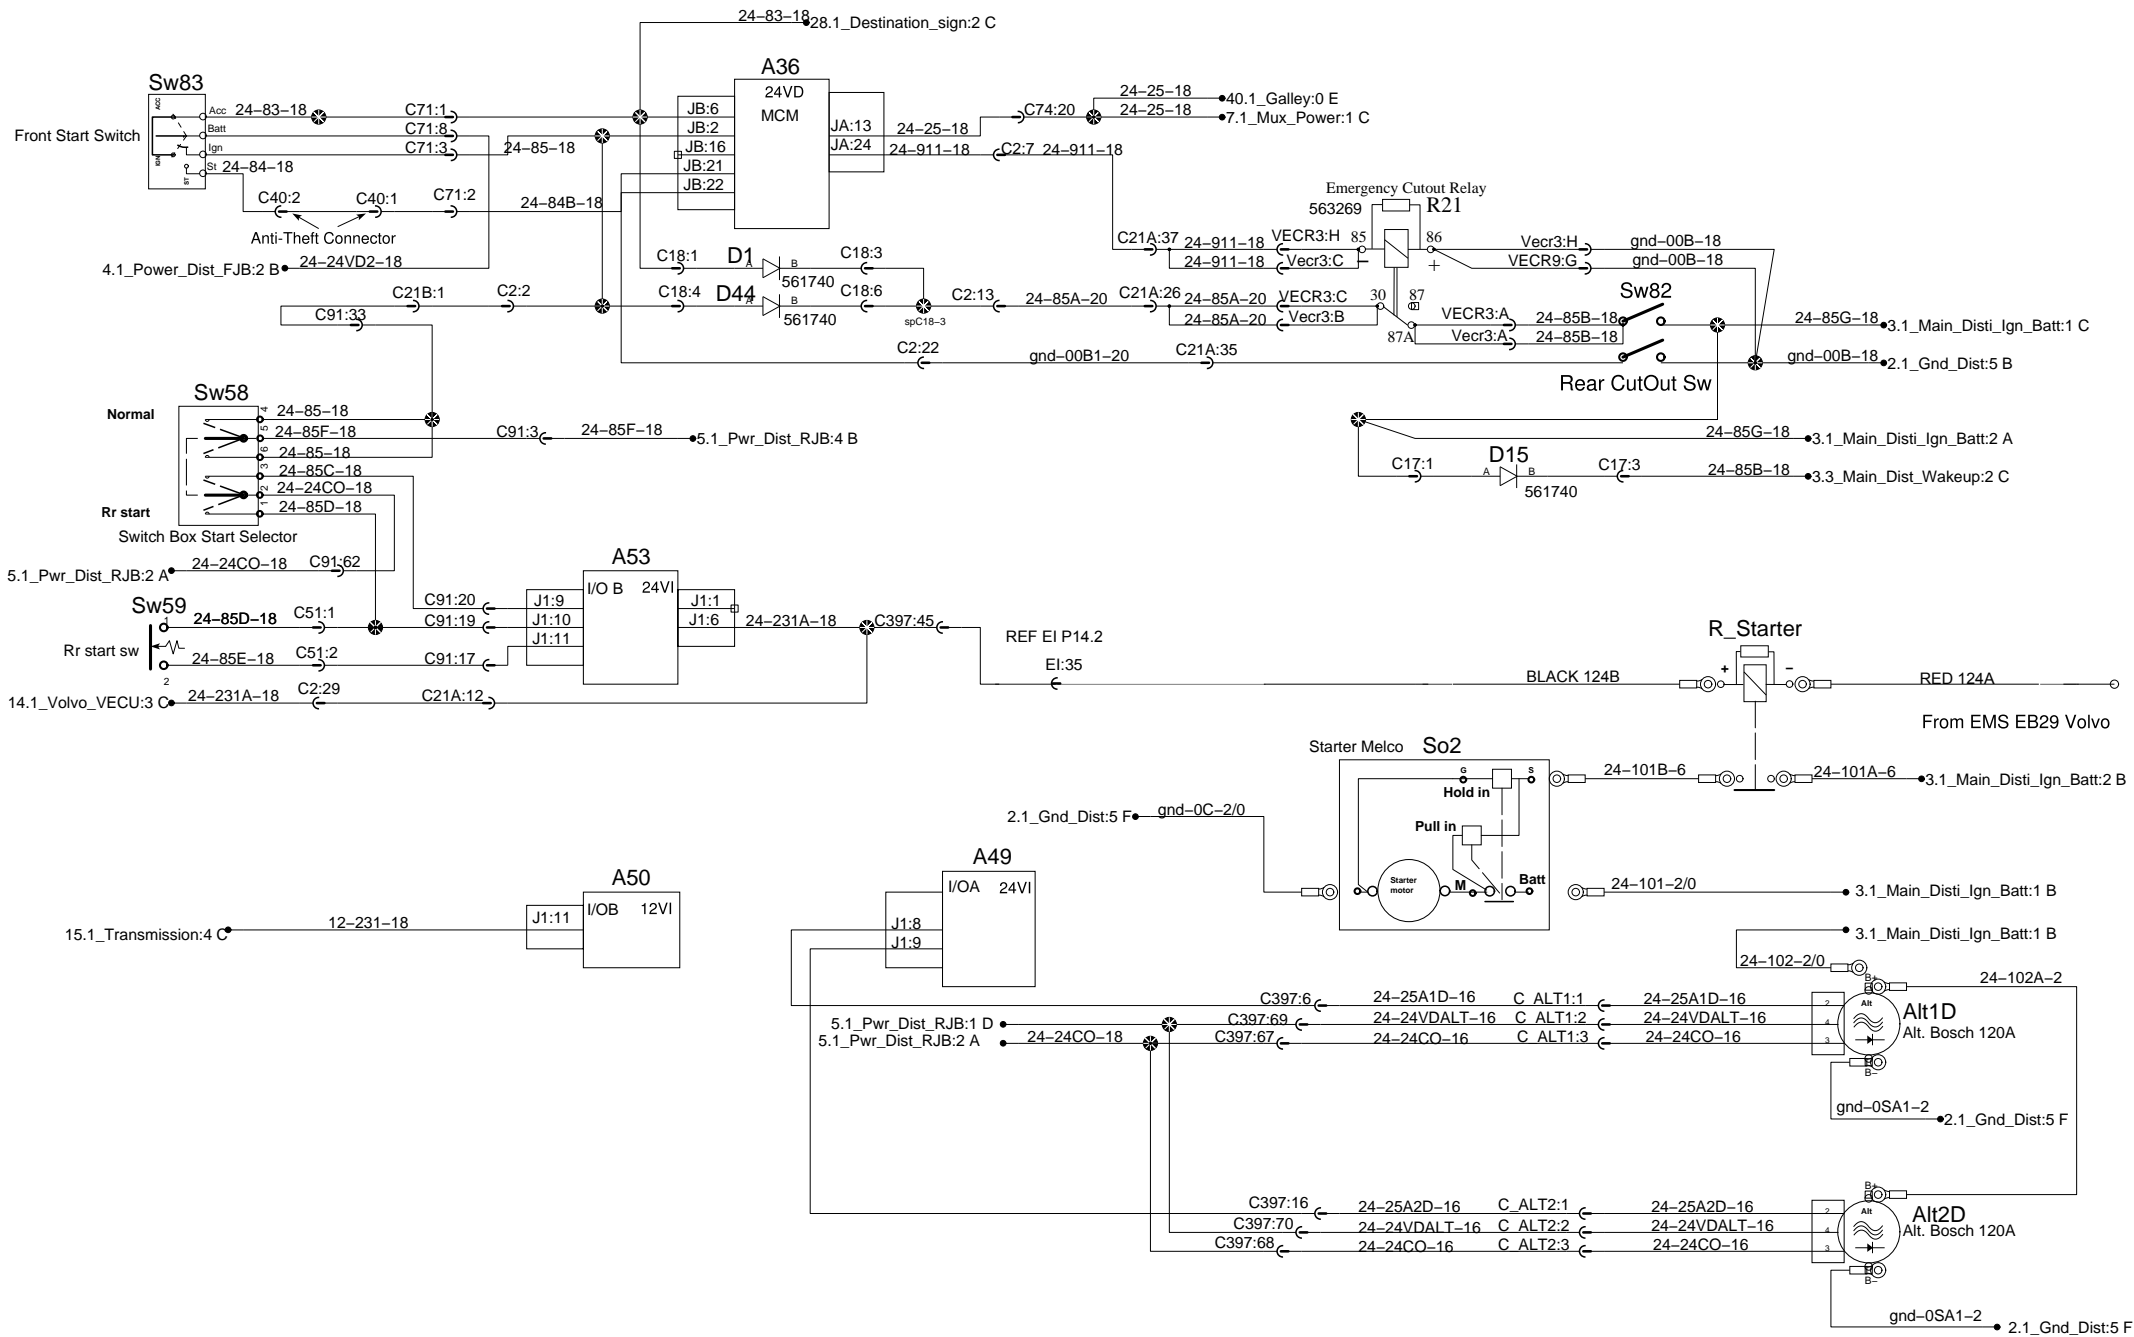 24-83-18
28.1_Destination_sign:2 C
A36
24VD
MCM
Sw83
Front Start Switch
ACC
IGN
ST
Acc
24-83-18
C71:1
Batt
C71:8
Ign
C71:3
24-85-18
St
24-84-18
C40:2
C40:1
C71:2
24-84B-18
Anti-Theft Connector
4.1_Power_Dist_FJB:2 B
24-24VD2-18
JB:6
JB:2
JB:16
JB:21
JB:22
JA:13
JA:24
24-25-18
C74:20
24-25-18
40.1_Galley:0 E
24-25-18
7.1_Mux_Power:1 C
24-911-18
C2:7
24-911-18
Emergency Cutout Relay
563269
R21
C21A:37
24-911-18
VECR3:H
85
86
24-911-18
Vecr3:C
-
+
Vecr3:H
gnd-00B-18
VECR9:G
gnd-00B-18
C18:1
D1
A
B
561740
C18:3
C21B:1
C2:2
C18:4
D44
A
B
561740
C18:6
spC18-3
C2:13
24-85A-20
C21A:26
24-85A-20
VECR3:C
30
87
24-85A-20
Vecr3:B
87A
VECR3:A
24-85B-18
Vecr3:A
24-85B-18
Sw82
24-85G-18
3.1_Main_Disti_Ign_Batt:1 C
C91:33
C2:22
gnd-00B1-20
C21A:35
gnd-00B-18
2.1_Gnd_Dist:5 B
Rear CutOut Sw
Sw58
Normal
4
24-85-18
5
24-85F-18
C91:3
24-85F-18
5.1_Pwr_Dist_RJB:4 B
6
24-85-18
3
24-85C-18
2
24-24CO-18
1
24-85D-18
Rr start
Switch Box Start Selector
24-85G-18
3.1_Main_Disti_Ign_Batt:2 A
C17:1
D15
A
B
561740
C17:3
24-85B-18
3.3_Main_Dist_Wakeup:2 C
5.1_Pwr_Dist_RJB:2 A
24-24CO-18
C91:62
A53
I/O B
24VI
Sw59
1
24-85D-18
C51:1
C91:20
J1:9
C91:19
J1:10
J1:11
J1:1
J1:6
24-231A-18
C397:45
Rr start sw
24-85E-18
C51:2
C91:17
2
14.1_Volvo_VECU:3 C
24-231A-18
C2:29
C21A:12
REF EI P14.2
EI:35
BLACK 124B
R_Starter
+
-
RED 124A
From EMS EB29 Volvo
Starter Melco
So2
G
S
Hold in
Pull in
Starter
motor
M
Batt
24-101B-6
24-101A-6
3.1_Main_Disti_Ign_Batt:2 B
2.1_Gnd_Dist:5 F
gnd-0C-2/0
24-101-2/0
3.1_Main_Disti_Ign_Batt:1 B
A50
I/OB
12VI
J1:11
15.1_Transmission:4 C
12-231-18
A49
I/OA
24VI
J1:8
J1:9
3.1_Main_Disti_Ign_Batt:1 B
24-102-2/0
B+
24-102A-2
C397:6
24-25A1D-16
C_ALT1:1
24-25A1D-16
2
Alt
Alt1D
5.1_Pwr_Dist_RJB:1 D
C397:69
24-24VDALT-16
C_ALT1:2
24-24VDALT-16
4
Alt. Bosch 120A
5.1_Pwr_Dist_RJB:2 A
24-24CO-18
C397:67
24-24CO-16
C_ALT1:3
24-24CO-16
3
B-
gnd-0SA1-2
2.1_Gnd_Dist:5 F
B+
C397:16
24-25A2D-16
C_ALT2:1
24-25A2D-16
2
Alt
Alt2D
C397:70
24-24VDALT-16
C_ALT2:2
24-24VDALT-16
4
Alt. Bosch 120A
C397:68
24-24CO-16
C_ALT2:3
24-24CO-16
3
B-
gnd-0SA1-2
2.1_Gnd_Dist:5 F